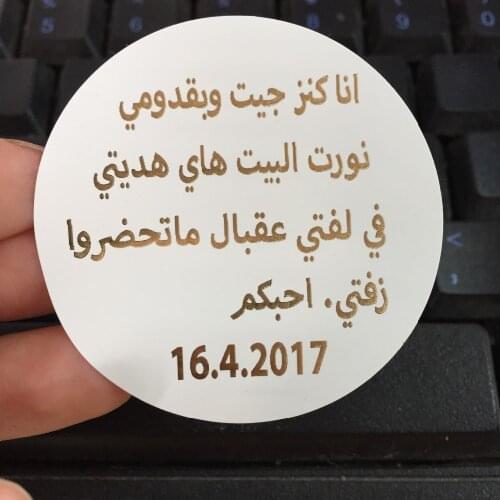 انا كنز جيت وبقدومي
نورت البيت هاي هديتي
في لفتي عقبال ماتحضروا
زفتي. احبكم
16.4.2017